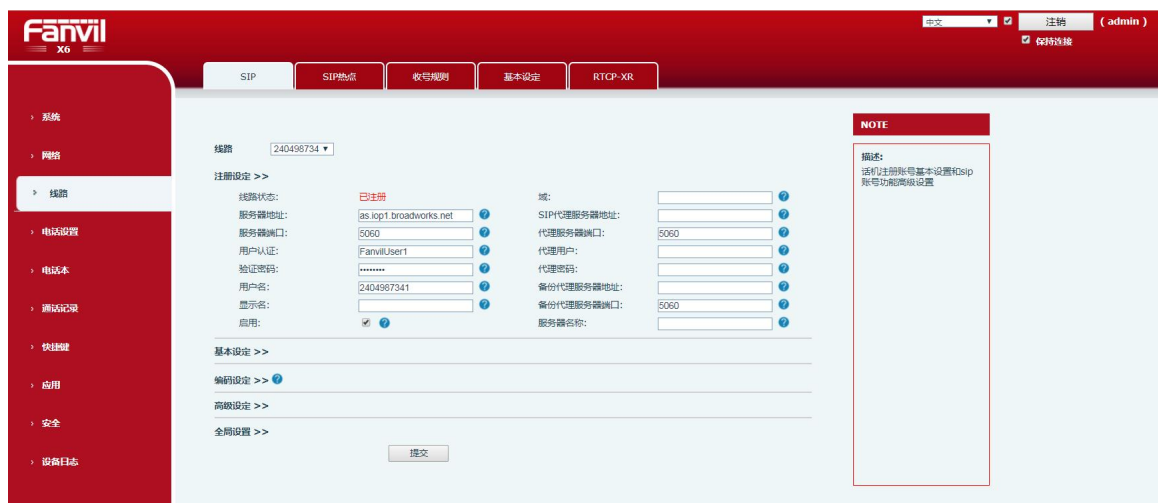 Fanvil
X6
中文 注销 ( admin )
保持连接
SIP SIP热点 收号规则 基本设定 RTCP-XR
› 系统
› 网络
› 线路
› 电话设置
› 电话本
› 通话记录
› 快捷键
› 应用
› 安全
› 设备日志
线路 240498734
注册设定 >>
线路状态: 已注册 域:
服务器地址: as.iop1.broadworks.net SIP代理服务器地址:
服务器端口: 5060 代理服务器端口: 5060
用户认证: FanvilUser1 代理用户:
验证密码: •••••••• 代理密码:
用户名: 2404987341 备份代理服务器地址:
显示名: 备份代理服务器端口: 5060
启用: 服务器名称:
基本设定 >>
编码设定 >>
高级设定 >>
全局设置 >>
提交
NOTE
描述:
话机注册账号基本设置和sip
账号功能高级设置